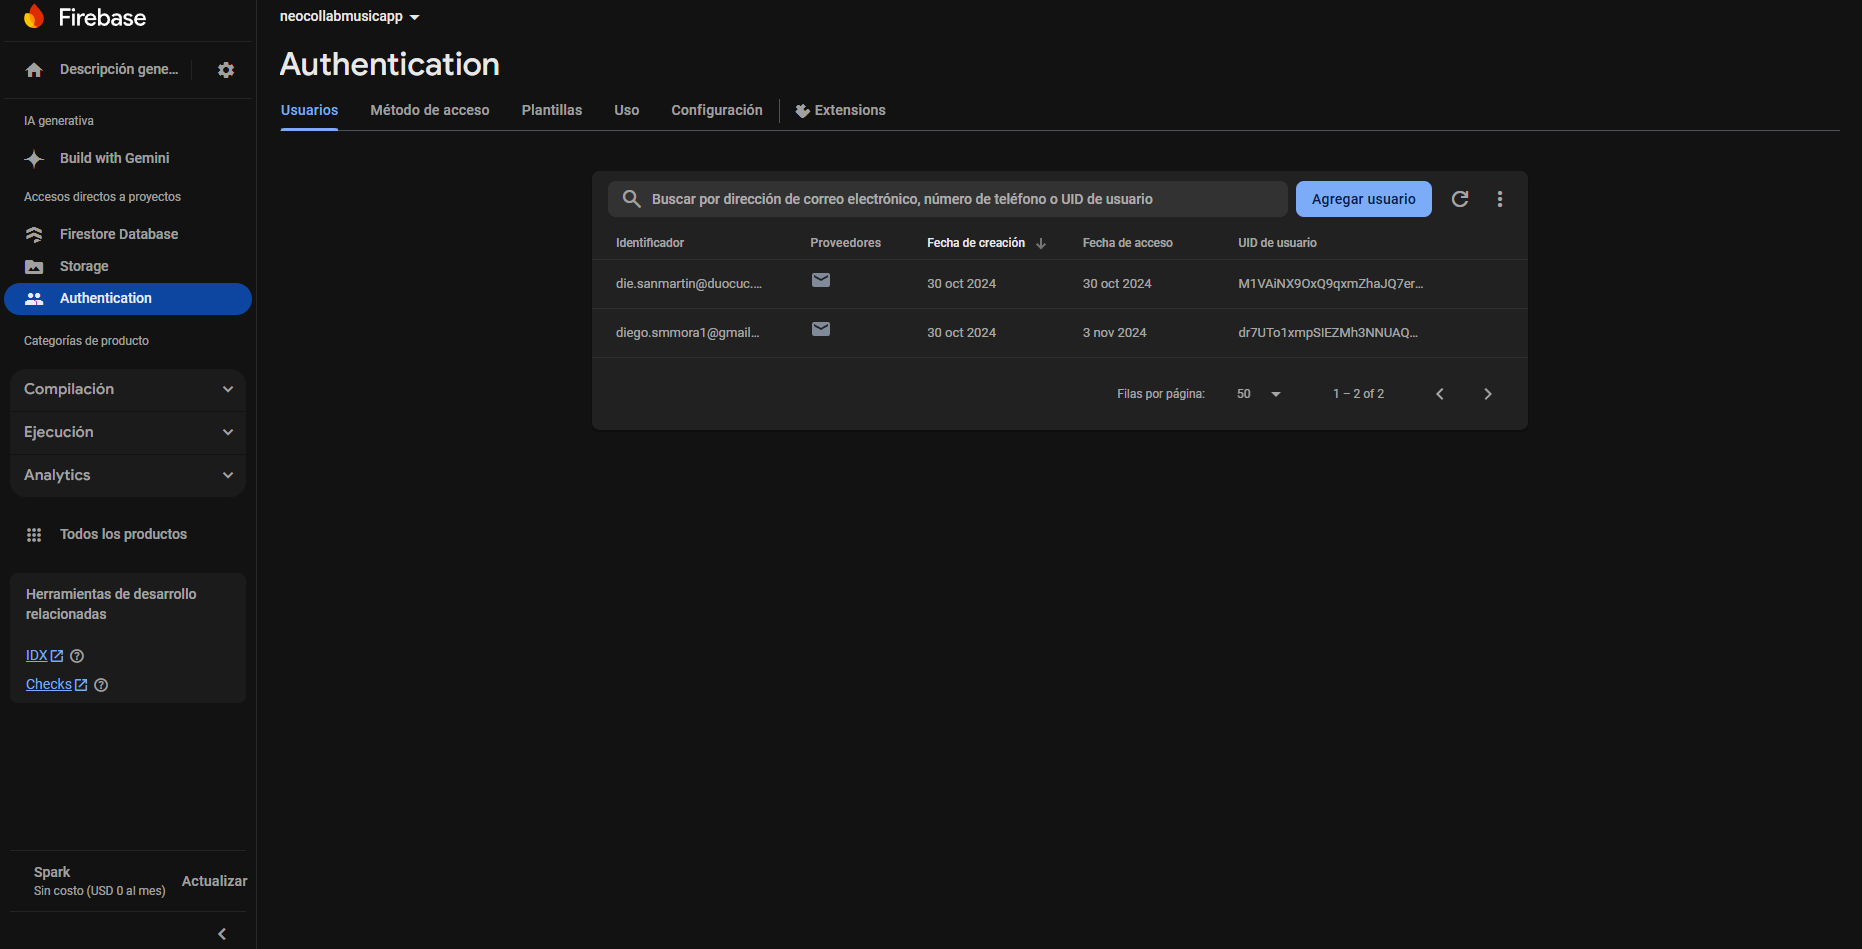 Firebase
Descripción gene...
IA generativa
Build with Gemini
Accesos directos a proyectos
Firestore Database
Storage
Authentication
Categorías de producto
Compilación
Ejecución
Analytics
Todos los productos
Herramientas de desarrollo
relacionadas
IDX
Checks
Spark
Sin costo (USD 0 al mes)
Actualizar
neocollabmusicapp
Authentication
Usuarios Método de acceso Plantillas Uso Configuración Extensions
Buscar por dirección de correo electrónico, número de teléfono o UID de usuario Agregar usuario
Identificador Proveedores Fecha de creación Fecha de acceso UID de usuario
die.sanmartin@duocuc.... 30 oct 2024 30 oct 2024 M1VAiNX9OxQ9qxmZhaJQ7er...
diego.smmora1@gmail... 30 oct 2024 3 nov 2024 dr7UTo1xmpSIEZMh3NNUAQ...
Filas por página: 50 1 – 2 of 2